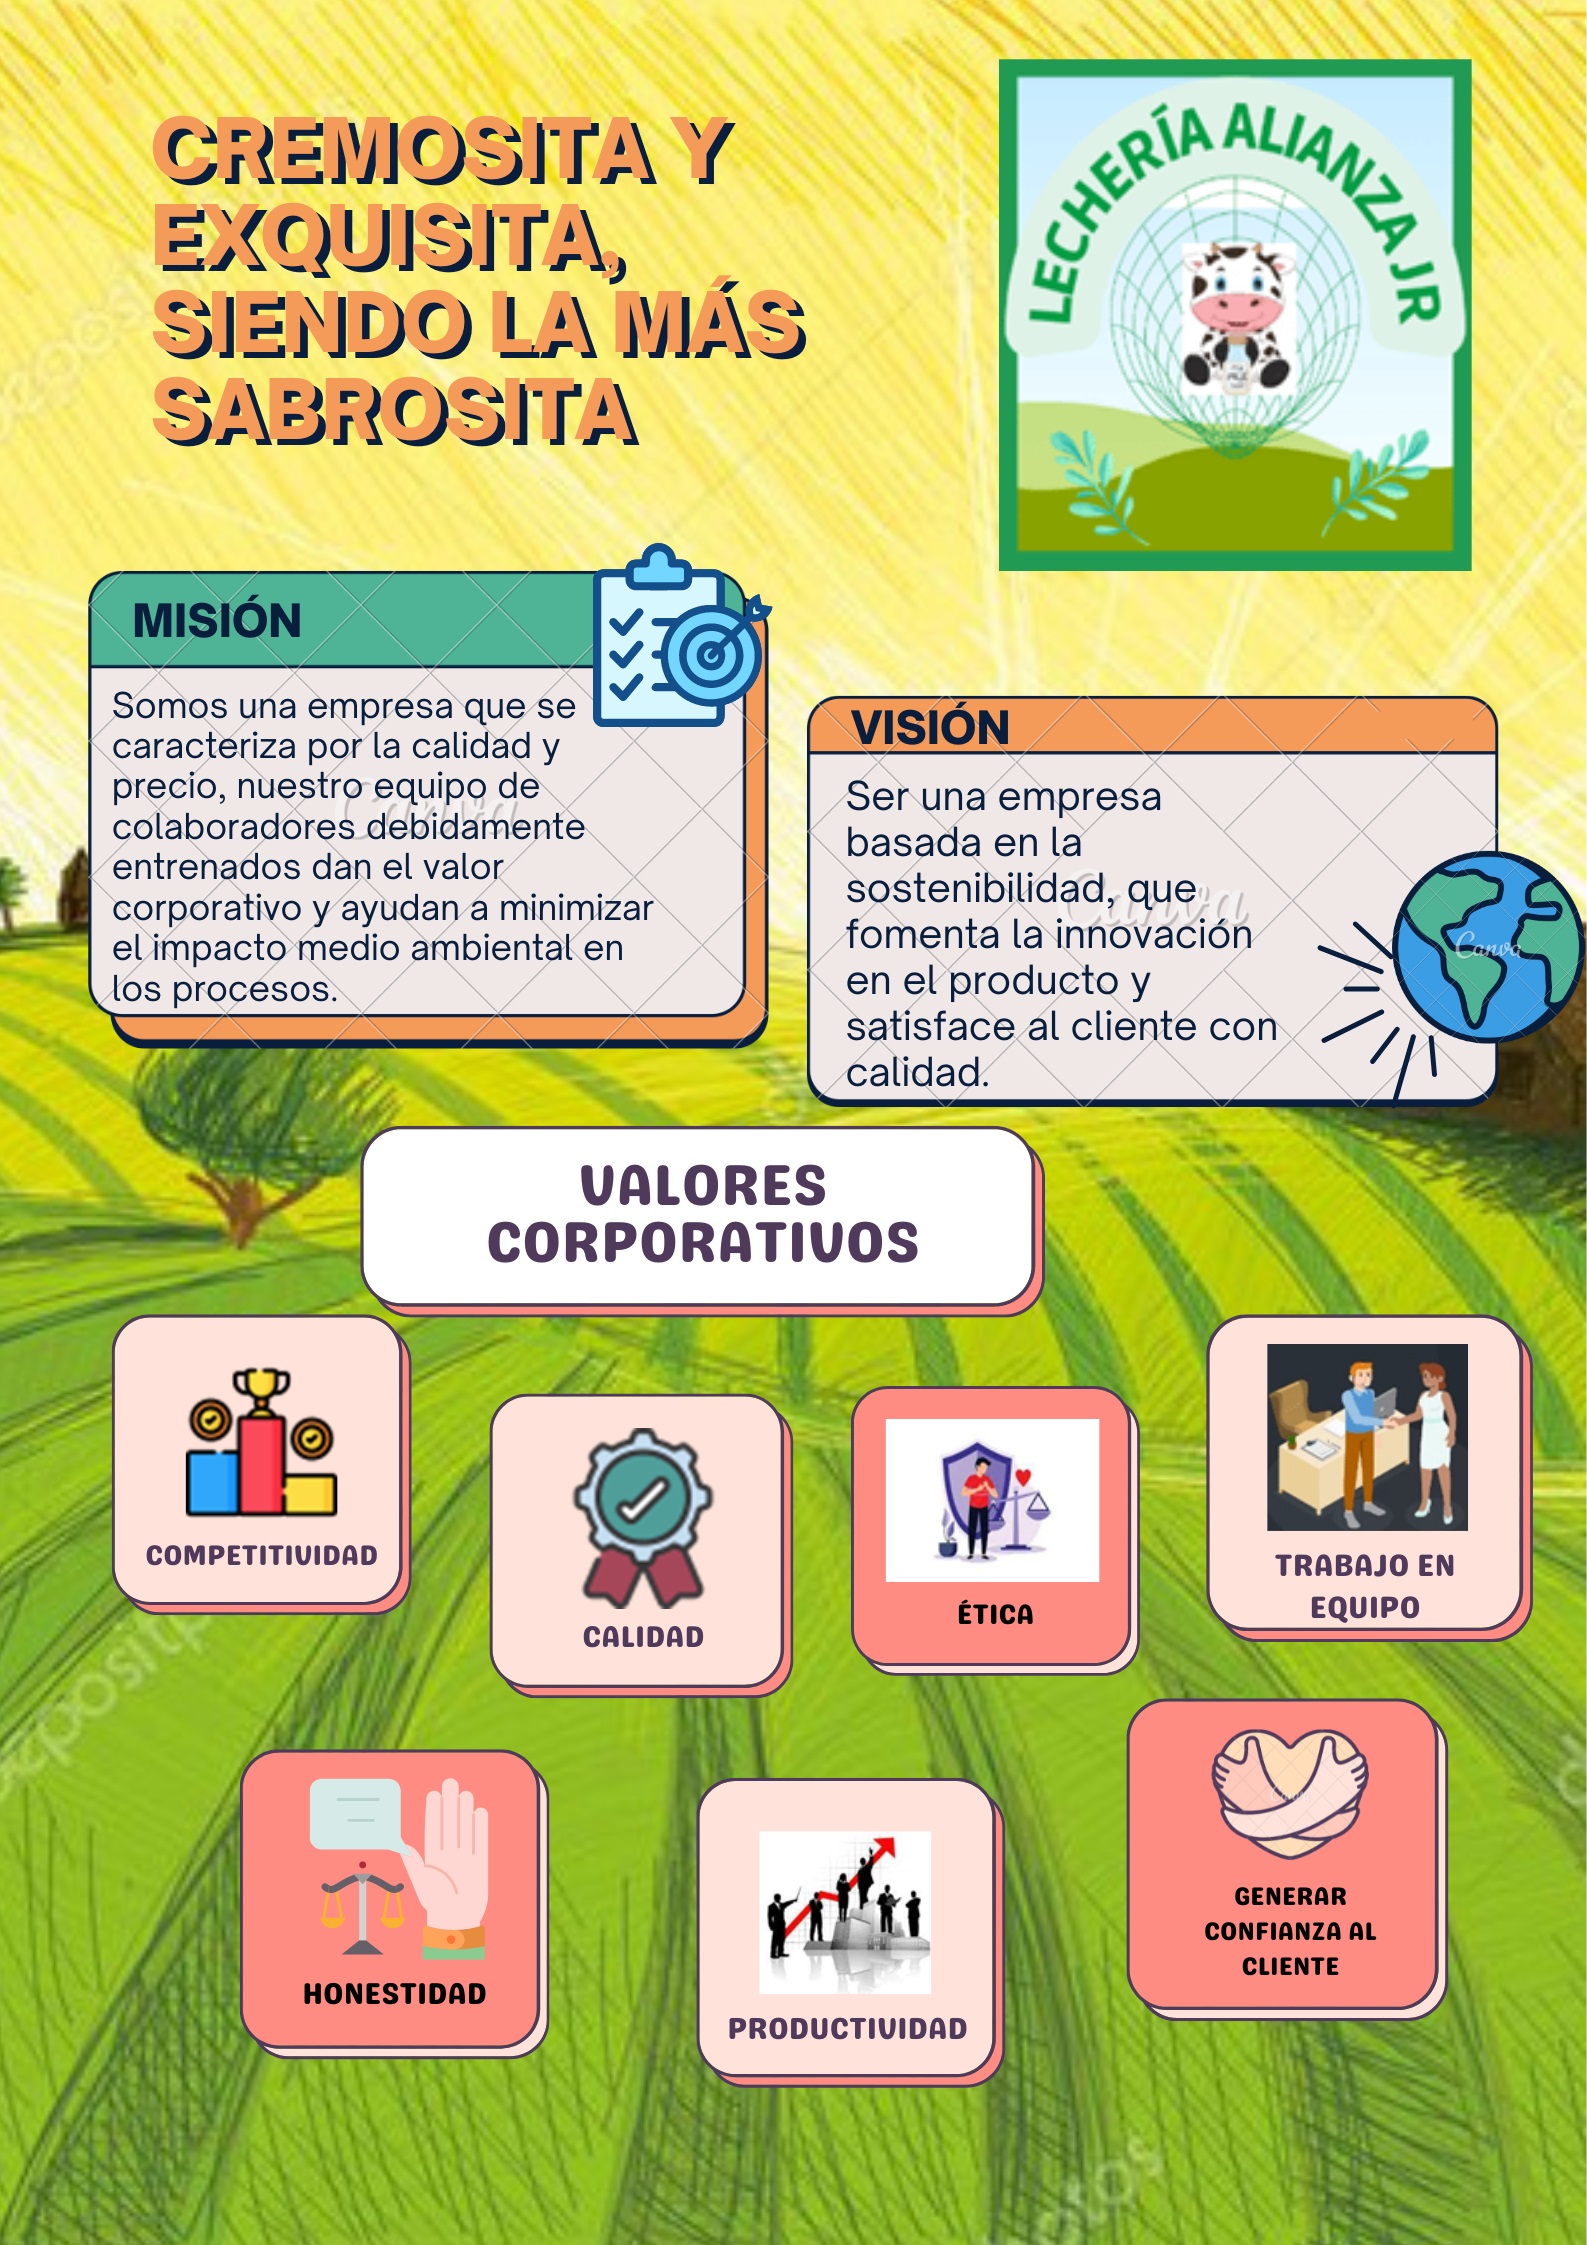 CREMOSITA Y
EXQUISITA,
SIENDO LA MÁS
SABROSITA
LECHERÍA ALIANZA JR
MISIÓN
Somos una empresa que se
caracteriza por la calidad y
precio, nuestro equipo de
colaboradores debidamente
entrenados dan el valor
corporativo y ayudan a minimizar
el impacto medio ambiental en
los procesos.
Canva
VISIÓN
Ser una empresa
basada en la
sostenibilidad, que
fomenta la innovación
en el producto y
satisface al cliente con
calidad.
Canva
Canva
VALORES
CORPORATIVOS
COMPETITIVIDAD
CALIDAD
ÉTICA
TRABAJO EN
EQUIPO
HONESTIDAD
PRODUCTIVIDAD
GENERAR
CONFIANZA AL
CLIENTE